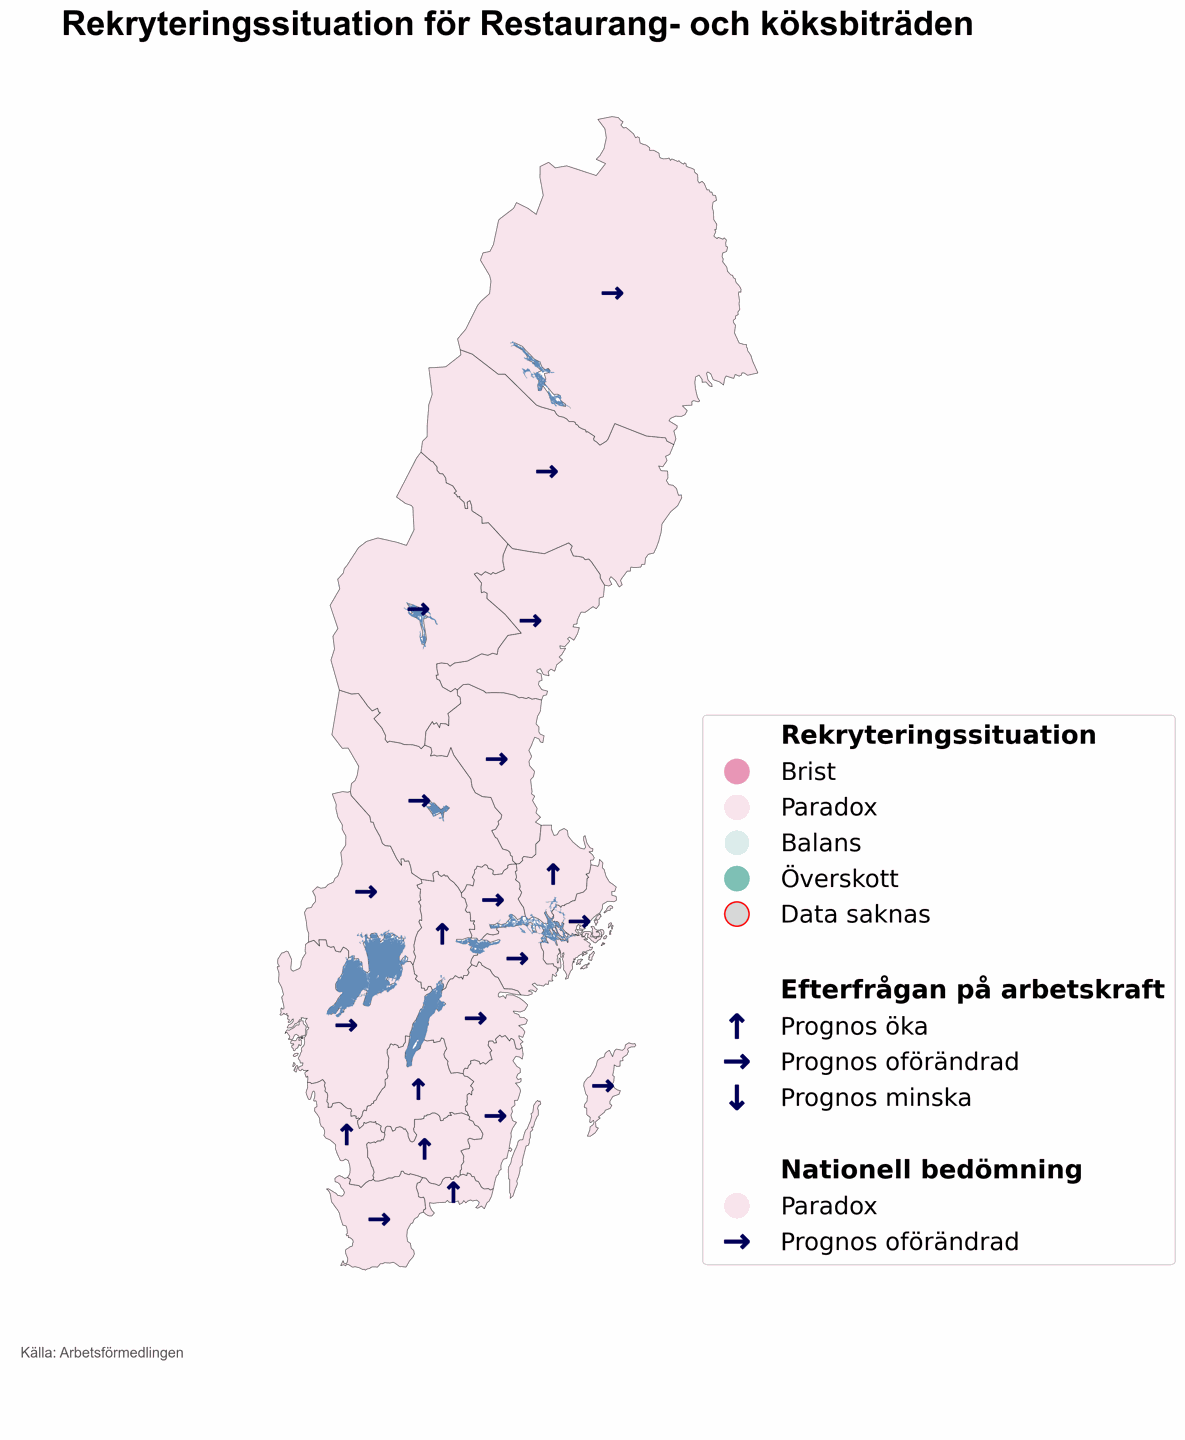 Rekryteringssituation för Restaurang- och köksbiträden
Rekryteringssituation
Brist
Paradox
Balans
Överskott
Data saknas
Efterfrågan på arbetskraft
Prognos öka
Prognos oförändrad
Prognos minska
Nationell bedömning
Paradox
Prognos oförändrad
Källa: Arbetsförmedlingen